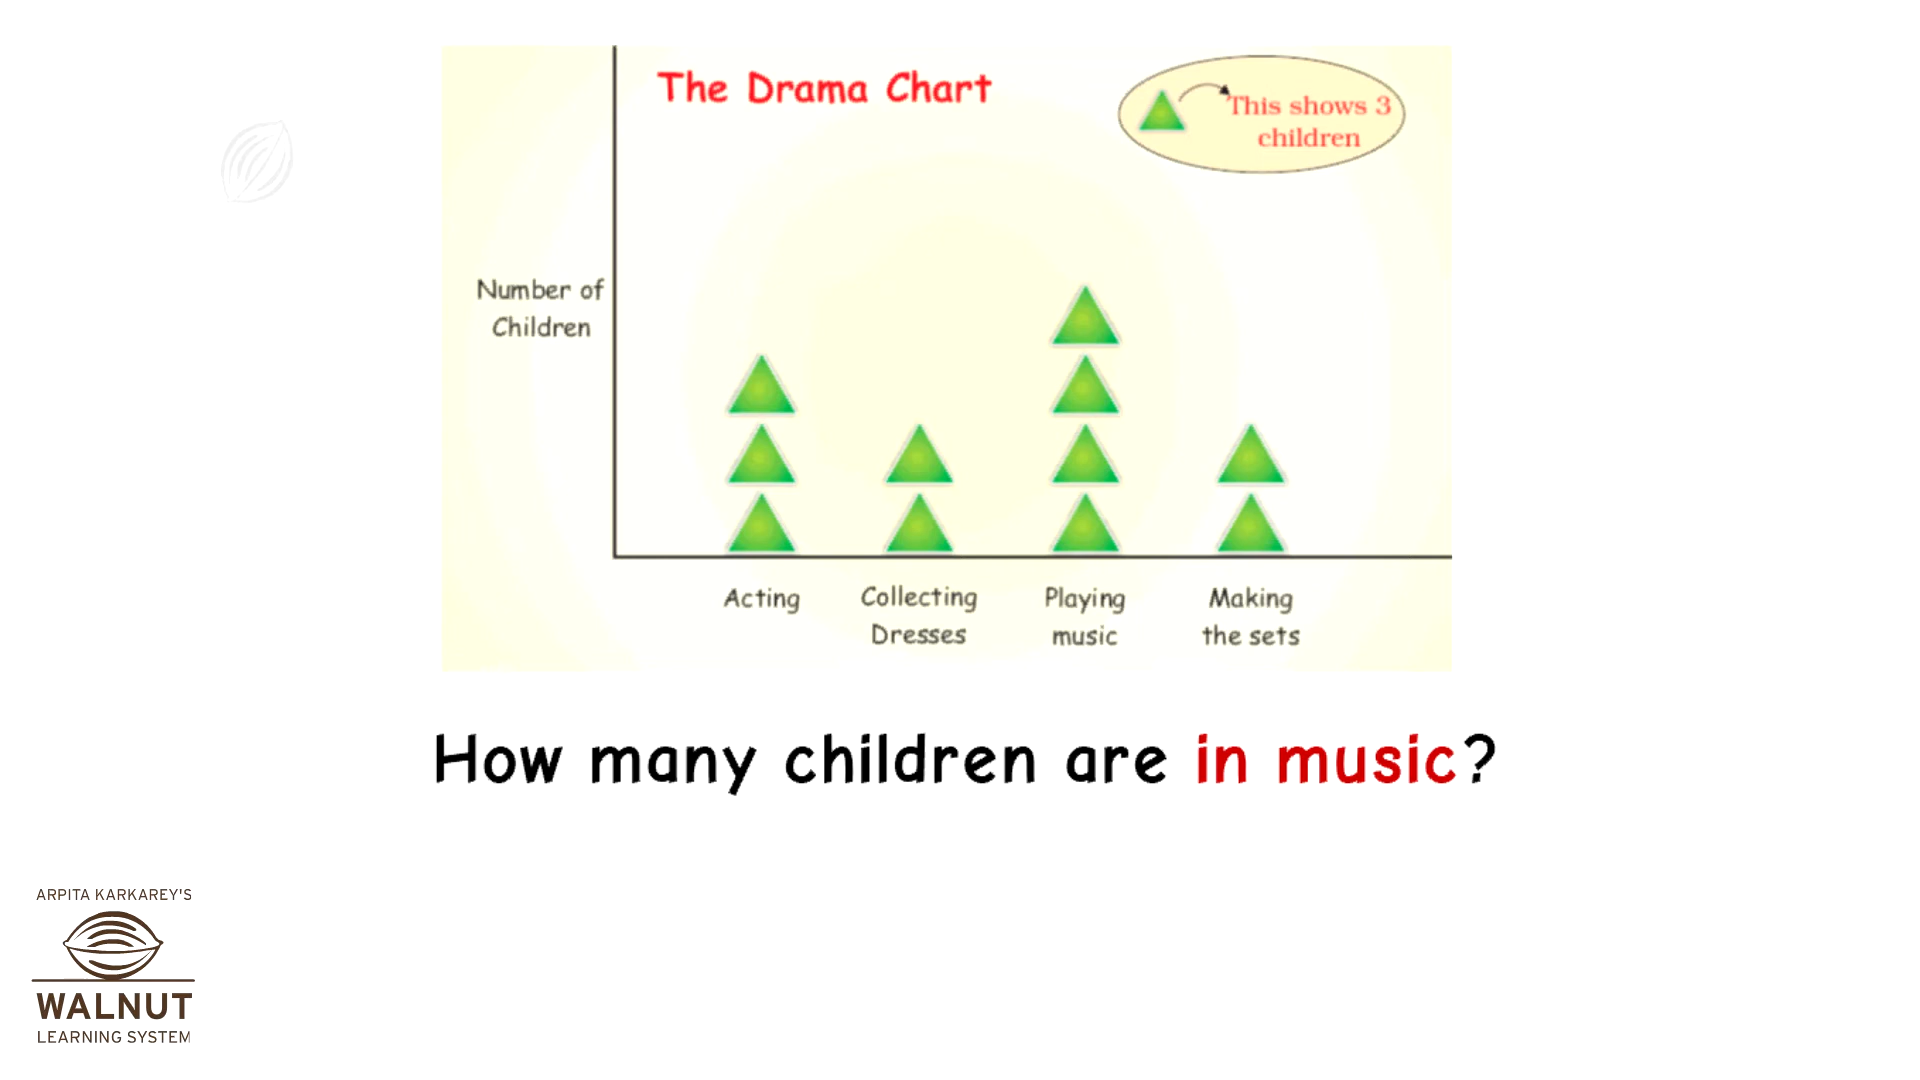 The Drama Chart
This shows 3
children
Number of
Children
Acting
Collecting
Dresses
Playing
music
Making
the sets
How many children are in music?
ARPITA KARKAREY'S
WALNUT
LEARNING SYSTEM